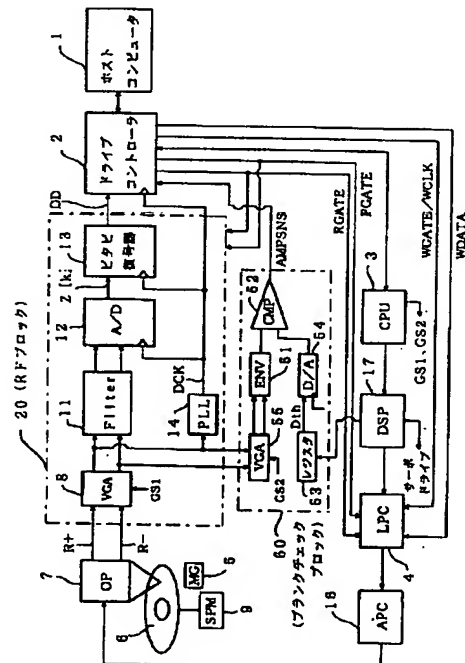 20 (RDブロック)
1
ホスト
コンピュータ
2
ドライブ
コントローラ
DD
13
ビタビ
復号器
Z [k]
12
A/D
11
Filter
8
VGA
GS1
R+
R-
7
OP
6
MG
5
SPM
9
DCK
14
PLL
RGATE
PGATE
WGATE/WCLK
WDATA
AMPSNS
62
CMP
61
ENV
64
D/A
Dth
65
VGA
GS2
レジスタ
63
60
(ブランクチェック
ブロック)
3
CPU
GS1、GS2
17
DSP
サーボ
ドライブ
LPC
4
APC
16